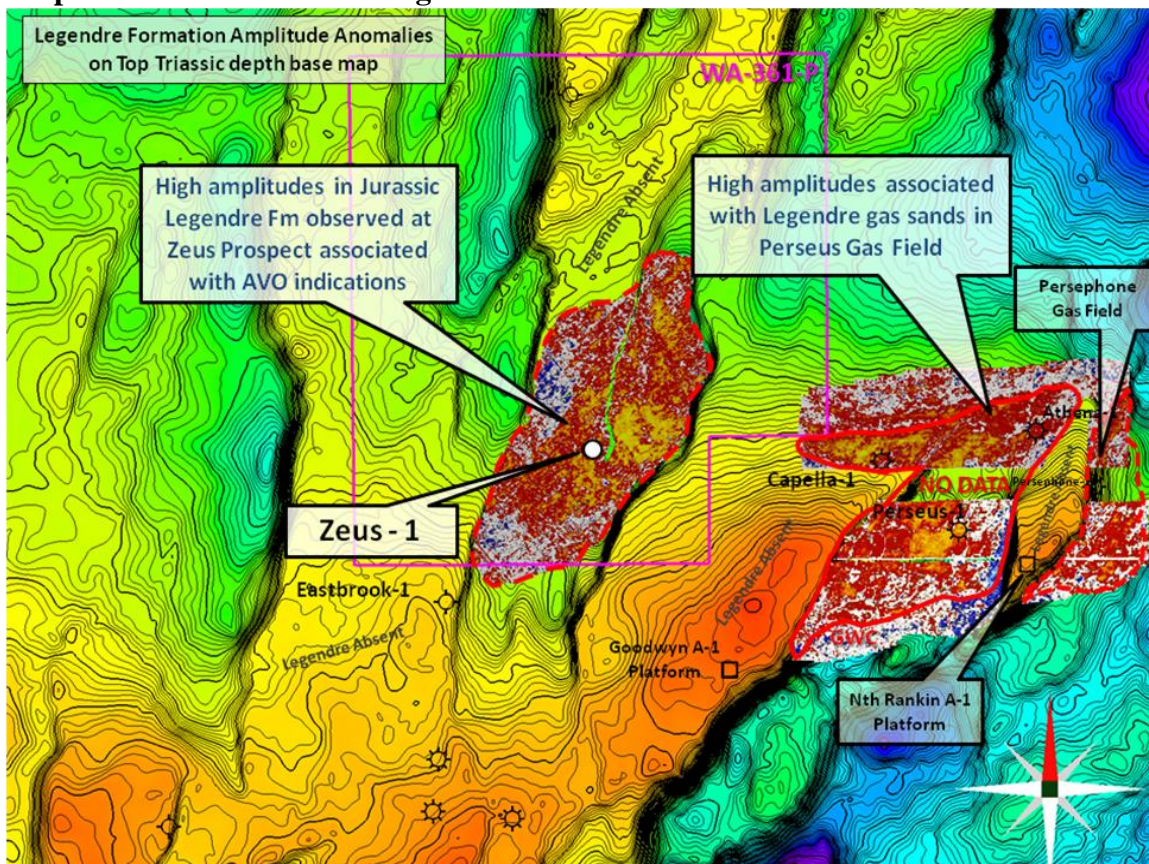 Legendre Formation Amplitude Anomalies
on Top Triassic depth base map
WA-361-P
High amplitudes in Jurassic
Legendre Fm observed at
Zeus Prospect associated
with AVO indications
High amplitudes associated
with Legendre gas sands in
Perseus Gas Field
Legendre Absent
Persephone
Gas Field
Athena-1
Capella-1
NO DATA
Perseus-1
Zeus - 1
Legendre Absent
Eastbrook-1
Legendre Absent
GWC
Goodwyn A-1
Platform
Nth Rankin A-1
Platform